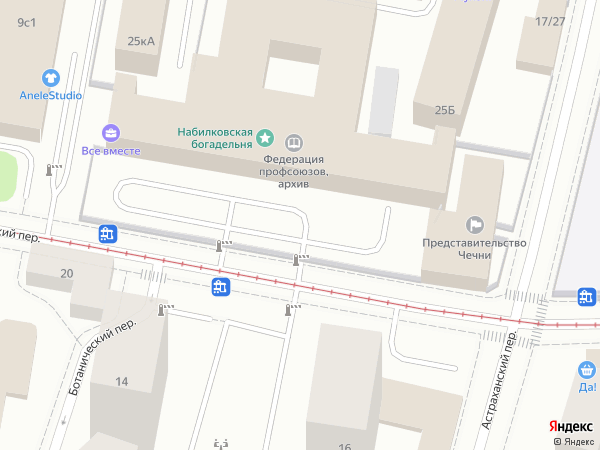 9с1
25кА
17/27
AneleStudio
25Б
Набилковская
богадельня
Все вместе
Федерация
профсоюзов,
архив
Представительство
Чечни
пер.
20
Ботанический пер.
14
Астраханский пер.
Да!
16
Яндекс
© Яндекс